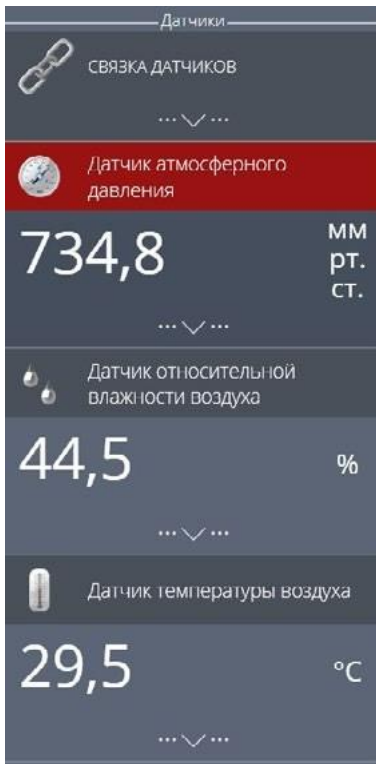 Датчики
СВЯЗКА ДАТЧИКОВ
Датчик атмосферного
давления
734,8
мм
рт.
ст.
Датчик относительной
влажности воздуха
44,5
%
Датчик температуры воздуха
29,5
°C